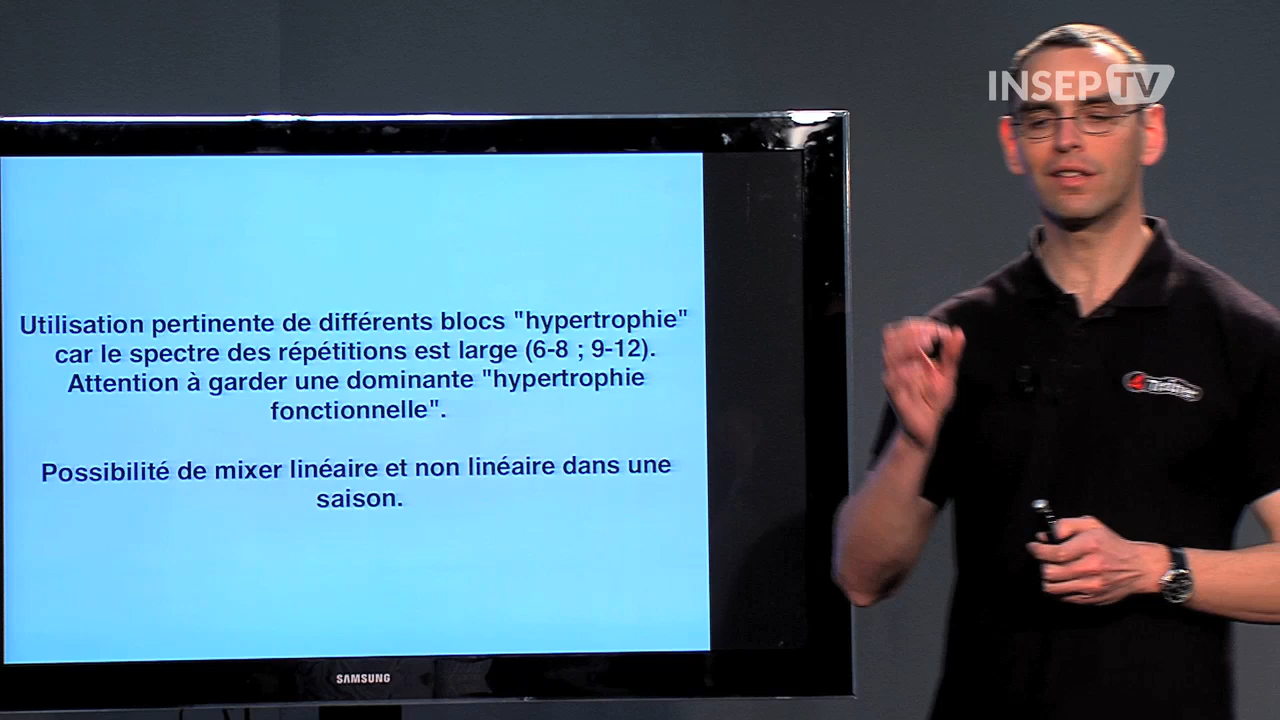 INSEP TV
Utilisation pertinente de différents blocs "hypertrophie"
car le spectre des répétitions est large (6-8 ; 9-12).
Attention à garder une dominante "hypertrophie
fonctionnelle".
Possibilité de mixer linéaire et non linéaire dans une
saison.
SAMSUNG